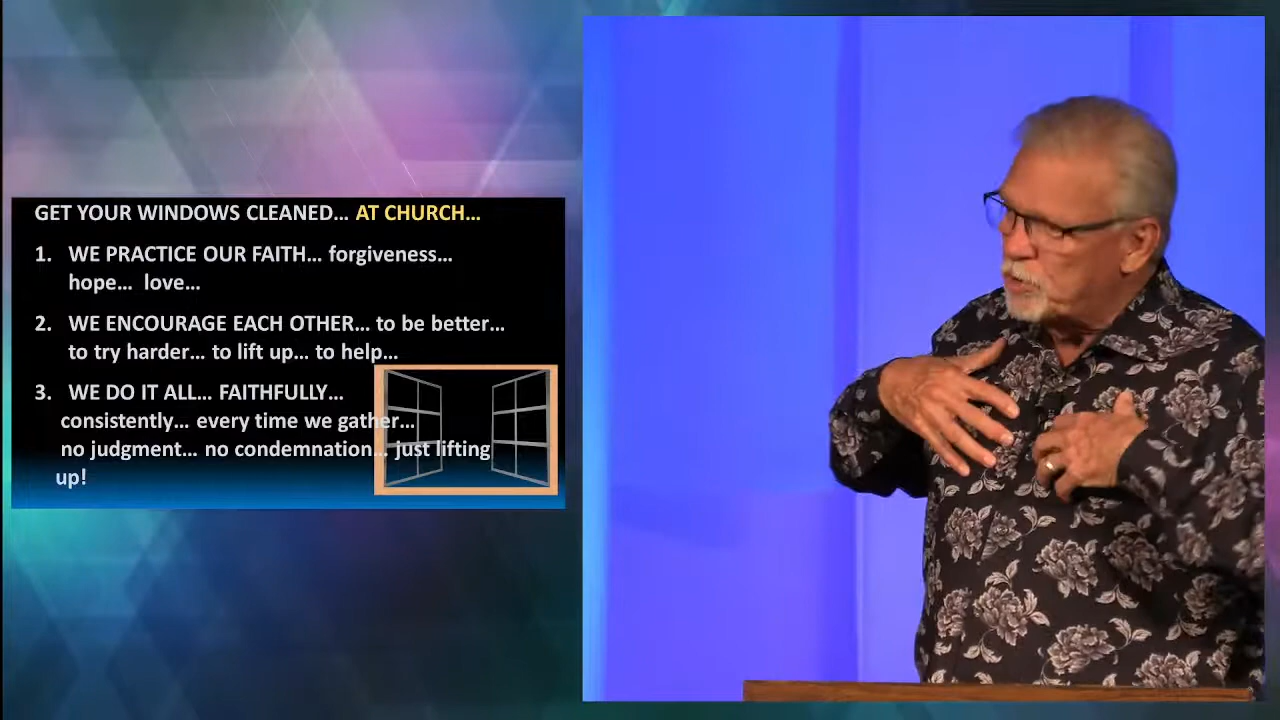 GET YOUR WINDOWS CLEANED... AT CHURCH...
1. WE PRACTICE OUR FAITH... forgiveness...
hope... love...
2. WE ENCOURAGE EACH OTHER... to be better...
to try harder... to lift up... to help...
3. WE DO IT ALL... FAITHFULLY...
consistently... every time we gather...
no judgment... no condemnation... just lifting
up!